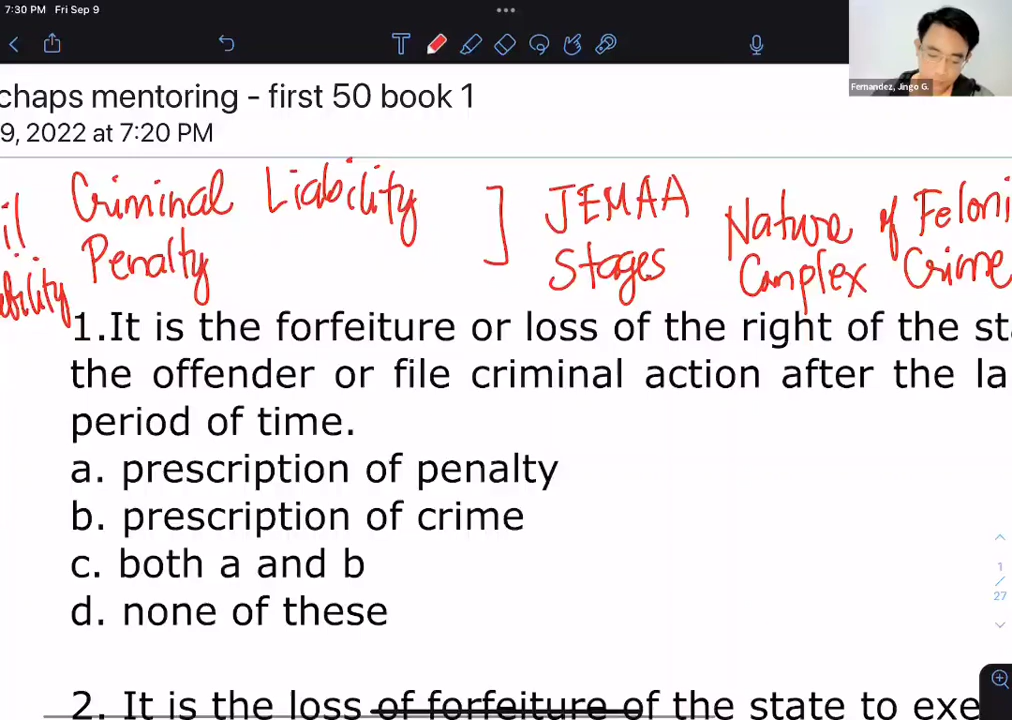 7:30 PM Fri Sep 9
Fernandez, Jingo G.
chaps mentoring - first 50 book 1
9, 2022 at 7:20 PM
Criminal Liability ] JEMAA Nature of Feloni
Penalty Stages Complex Crime
1.It is the forfeiture or loss of the right of the st
the offender or file criminal action after the la
period of time.
a. prescription of penalty
b. prescription of crime
c. both a and b
d. none of these
1
/
27
2. It is the loss of forfeiture of the state to exe